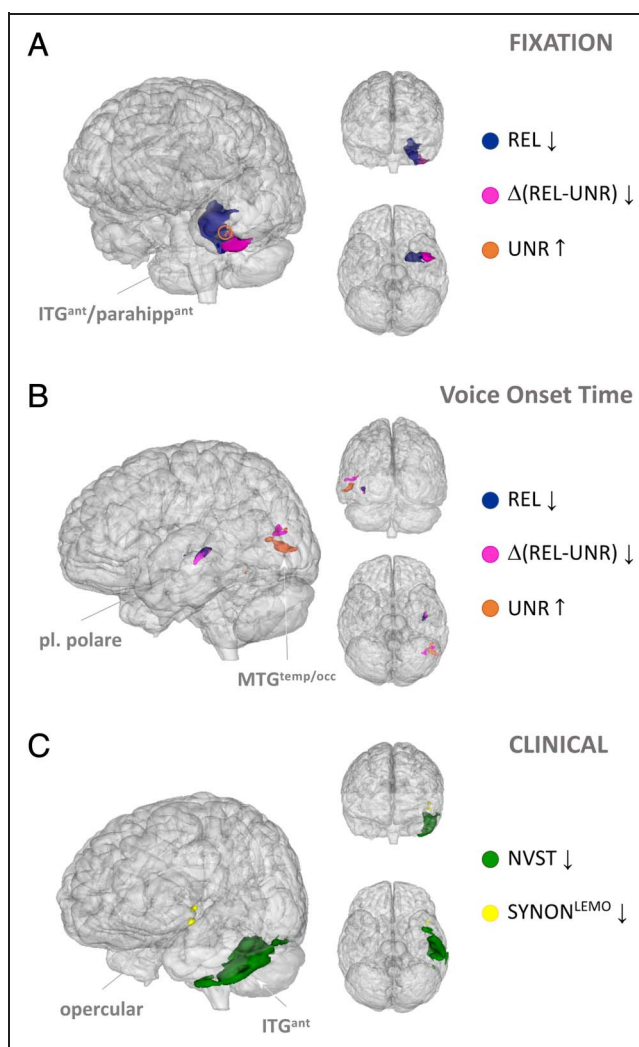 A
FIXATION
REL ↓
Δ(REL-UNR) ↓
UNR ↑
ITGᵃⁿᵗ/parahippᵃⁿᵗ
B
Voice Onset Time
REL ↓
Δ(REL-UNR) ↓
UNR ↑
pl. polare
MTGᵗᵉᵐᵖ/ᵒᶜᶜ
C
CLINICAL
NVST ↓
SYNONᴸᴱᴹᴼ ↓
opercular
ITGᵃⁿᵗ